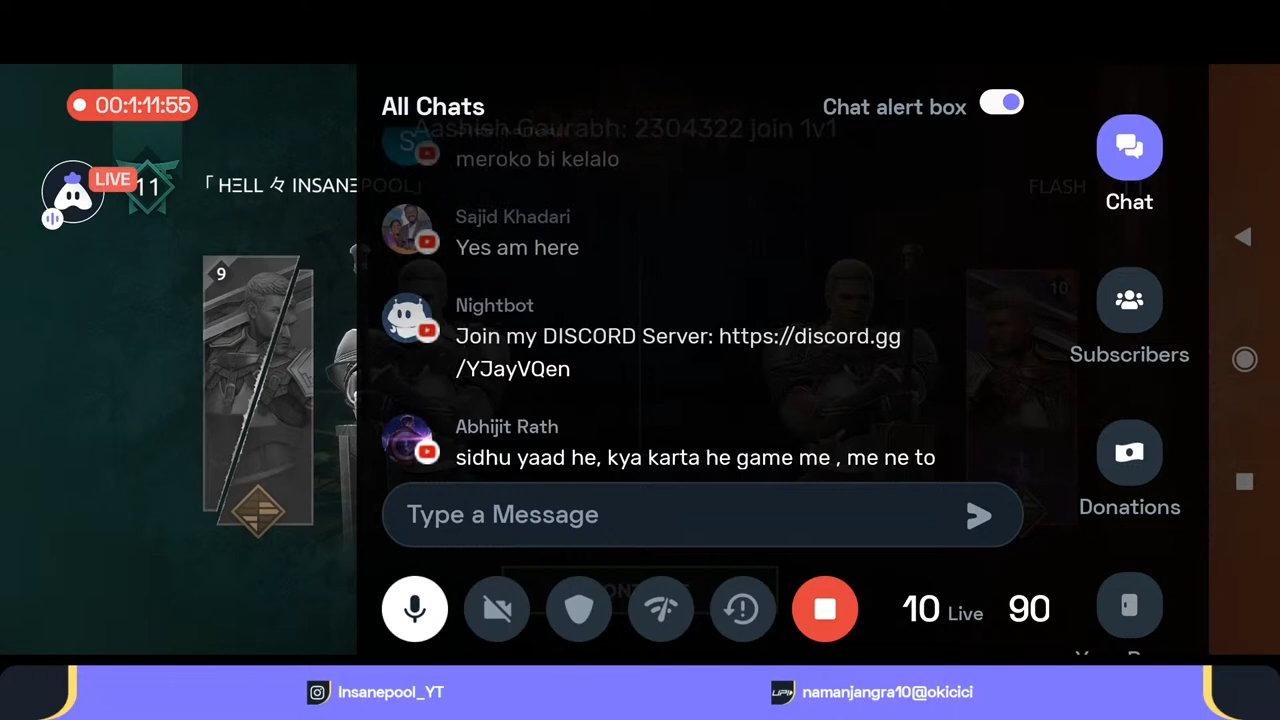 00:1:11:55
All Chats
Chat alert box
Aashish Gaurabh: 2304322 join 1v1
meroko bi kelalo
LIVE
11
「 HΞLL 々 INSANΞPOOL」
FLASH
Chat
Sajid Khadari
Yes am here
9
10
Nightbot
Join my DISCORD Server: https://discord.gg
/YJayVQen
Subscribers
Abhijit Rath
sidhu yaad he, kya karta he game me , me ne to
Type a Message
Donations
10 Live 90
Insanepool_YT
UPI
namanjangra10@okicici